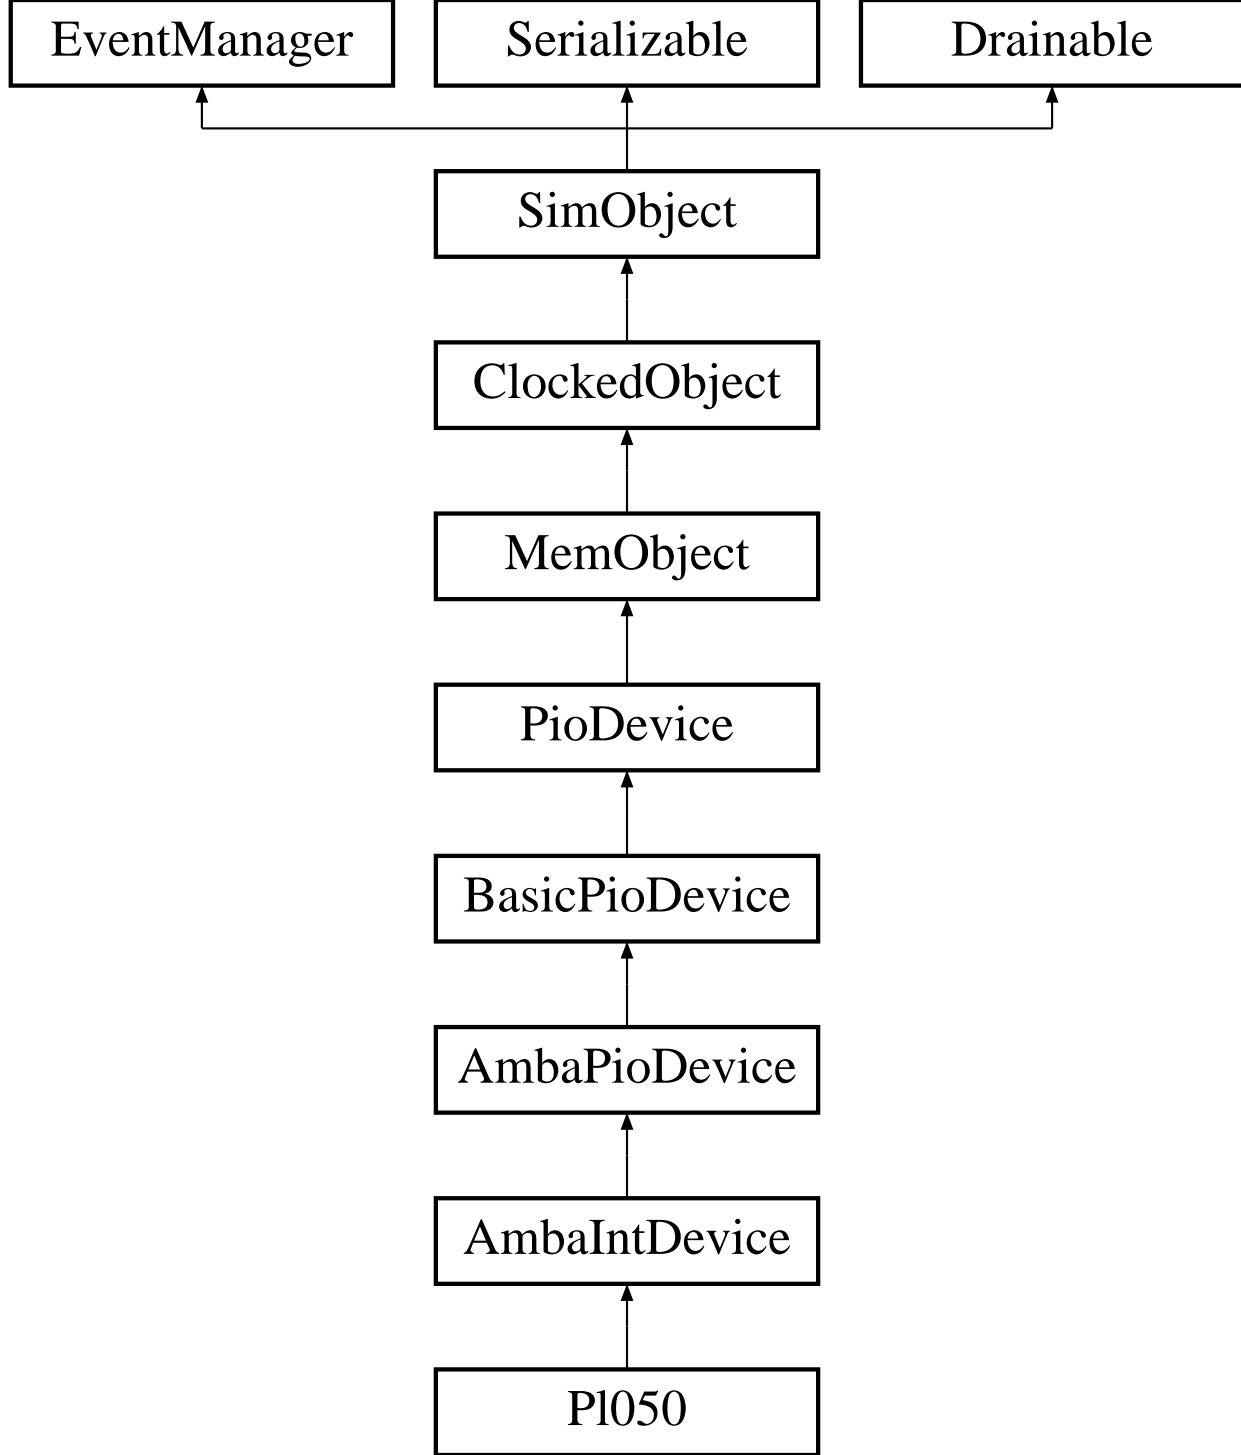 EventManager
Serializable
Drainable
SimObject
ClockedObject
MemObject
PioDevice
BasicPioDevice
AmbaPioDevice
AmbaIntDevice
Pl050